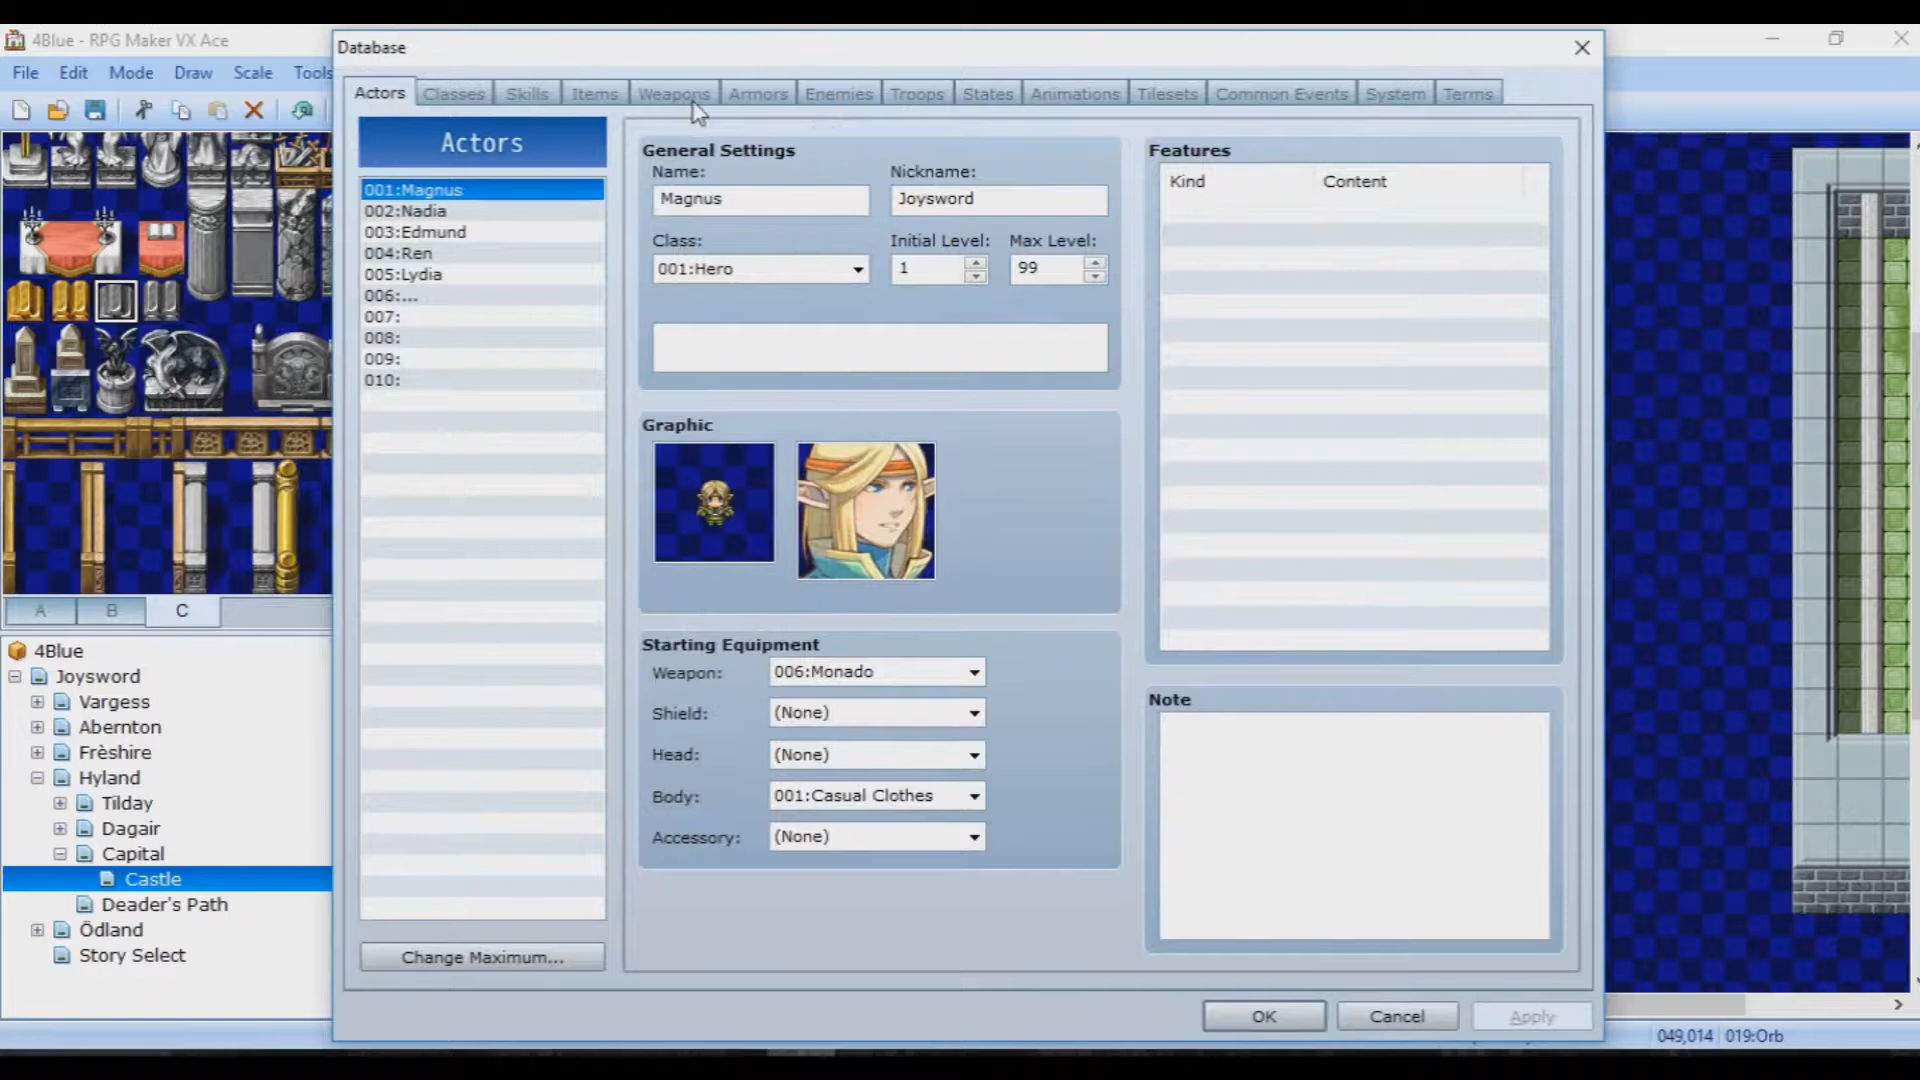 4Blue - RPG Maker VX Ace
File Edit Mode Draw Scale Tools
A B C
4Blue
Joysword
Vargess
Abernton
Frèshire
Hyland
Tilday
Dagair
Capital
Castle
Deader's Path
Ödland
Story Select
Database
Actors Classes Skills Items Weapons Armors Enemies Troops States Animations Tilesets Common Events System Terms
Actors
001:Magnus
002:Nadia
003:Edmund
004:Ren
005:Lydia
006:...
007:
008:
009:
010:
Change Maximum...
General Settings
Name: Nickname:
Magnus Joysword
Class: Initial Level: Max Level:
001:Hero 1 99
Graphic
Starting Equipment
Weapon: 006:Monado
Shield: (None)
Head: (None)
Body: 001:Casual Clothes
Accessory: (None)
Features
Kind Content
Note
OK Cancel Apply
049,014 019:Orb